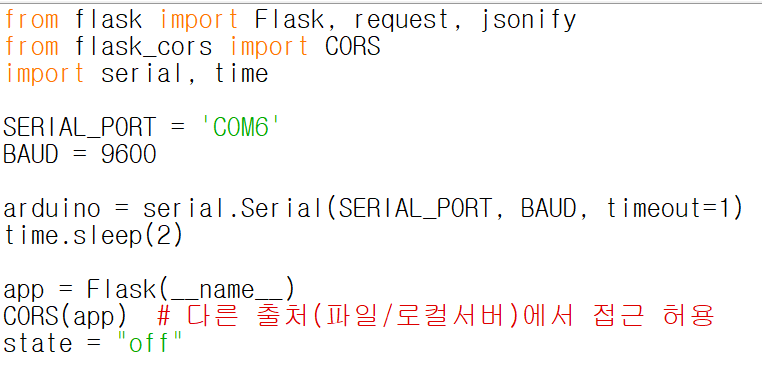 from flask import Flask, request, jsonify
from flask_cors import CORS
import serial, time
SERIAL_PORT = 'COM6'
BAUD = 9600
arduino = serial.Serial(SERIAL_PORT, BAUD, timeout=1)
time.sleep(2)
app = Flask(__name__)
CORS(app)  # 다른 출처(파일/로컬서버)에서 접근 허용
state = "off"